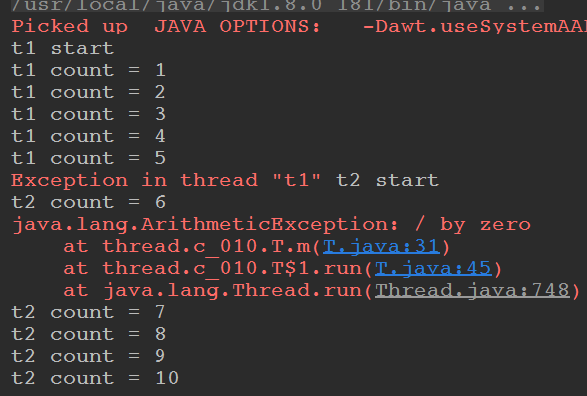 /usr/local/java/jdk1.8.0_181/bin/java ...
Picked up _JAVA_OPTIONS:   -Dawt.useSystemAA
t1 start
t1 count = 1
t1 count = 2
t1 count = 3
t1 count = 4
t1 count = 5
Exception in thread "t1" t2 start
t2 count = 6
java.lang.ArithmeticException: / by zero
    at thread.c_010.T.m(T.java:31)
    at thread.c_010.T$1.run(T.java:45)
    at java.lang.Thread.run(Thread.java:748)
t2 count = 7
t2 count = 8
t2 count = 9
t2 count = 10